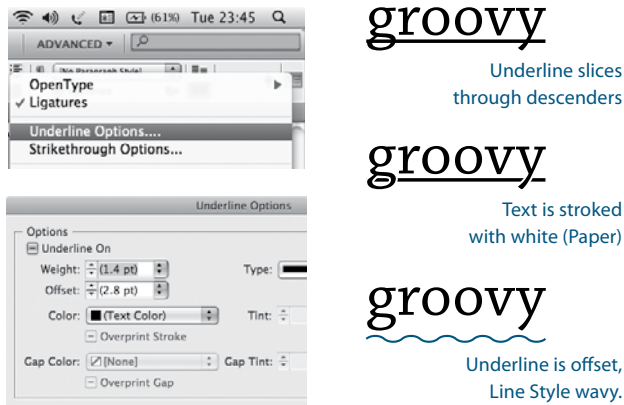 (61%) Tue 23:45
ADVANCED
[No Paragraph Style]
OpenType
✓ Ligatures
Underline Options....
Strikethrough Options...
Underline Options
Options
Underline On
Weight: (1.4 pt) Type:
Offset: (2.8 pt)
Color: (Text Color) Tint:
Overprint Stroke
Gap Color: [None] Gap Tint:
Overprint Gap
groovy
Underline slices
through descenders
groovy
Text is stroked
with white (Paper)
groovy
Underline is offset,
Line Style wavy.